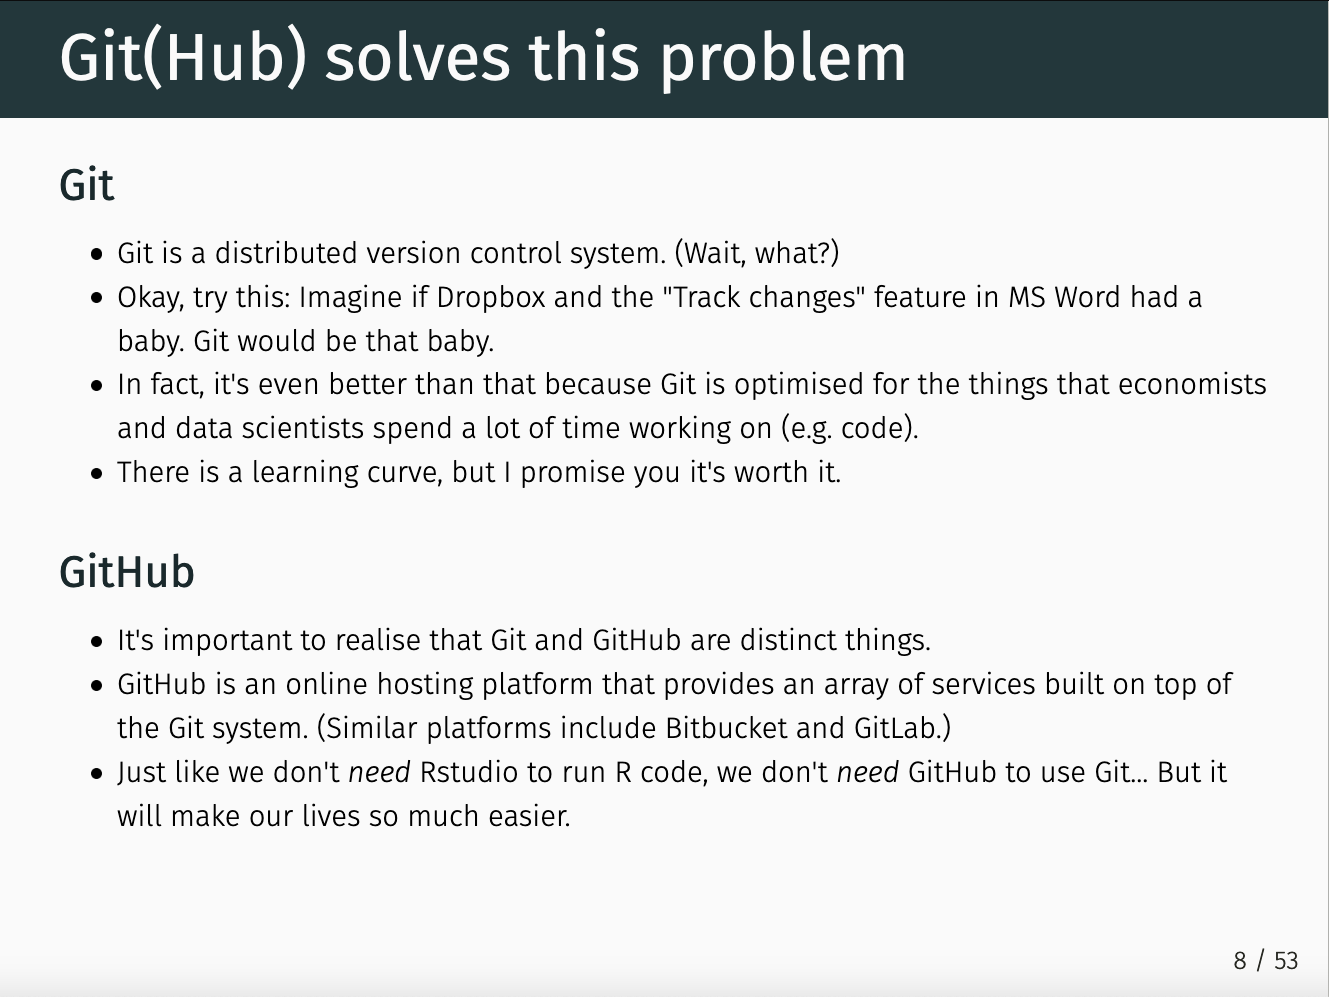 Git(Hub) solves this problem
Git
Git is a distributed version control system. (Wait, what?)
Okay, try this: Imagine if Dropbox and the "Track changes" feature in MS Word had a
baby. Git would be that baby.
In fact, it's even better than that because Git is optimised for the things that economists
and data scientists spend a lot of time working on (e.g. code).
There is a learning curve, but I promise you it's worth it.
GitHub
It's important to realise that Git and GitHub are distinct things.
GitHub is an online hosting platform that provides an array of services built on top of
the Git system. (Similar platforms include Bitbucket and GitLab.)
Just like we don't need Rstudio to run R code, we don't need GitHub to use Git... But it
will make our lives so much easier.
8 / 53